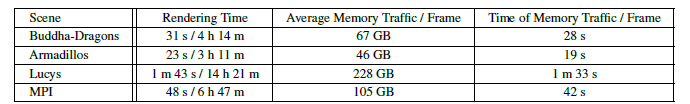 Scene Rendering Time Average Memory Traffic / Frame Time of Memory Traffic / Frame
Buddha-Dragons 31 s / 4 h 14 m 67 GB 28 s
Armadillos 23 s / 3 h 11 m 46 GB 19 s
Lucys 1 m 43 s / 14 h 21 m 228 GB 1 m 33 s
MPI 48 s / 6 h 47 m 105 GB 42 s